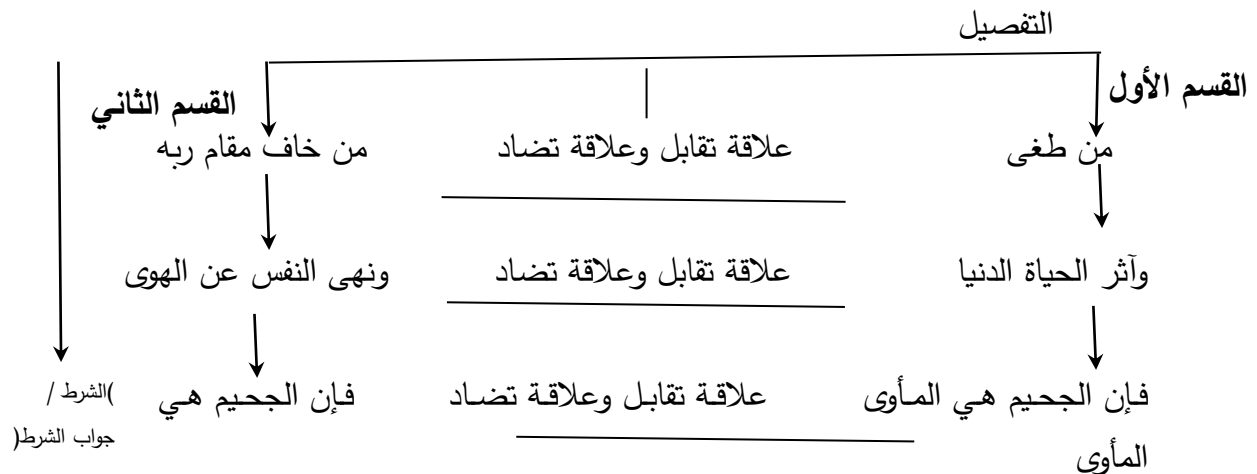 التفصيل
القسم الأول
القسم الثاني
من طغى علاقة تقابل وعلاقة تضاد من خاف مقام ربه
وآثر الحياة الدنيا علاقة تقابل وعلاقة تضاد ونهى النفس عن الهوى
فإن الجحيم هي المأوى علاقة تقابل وعلاقة تضاد فإن الجحيم هي
المأوى
)الشرط /
جواب الشرط(